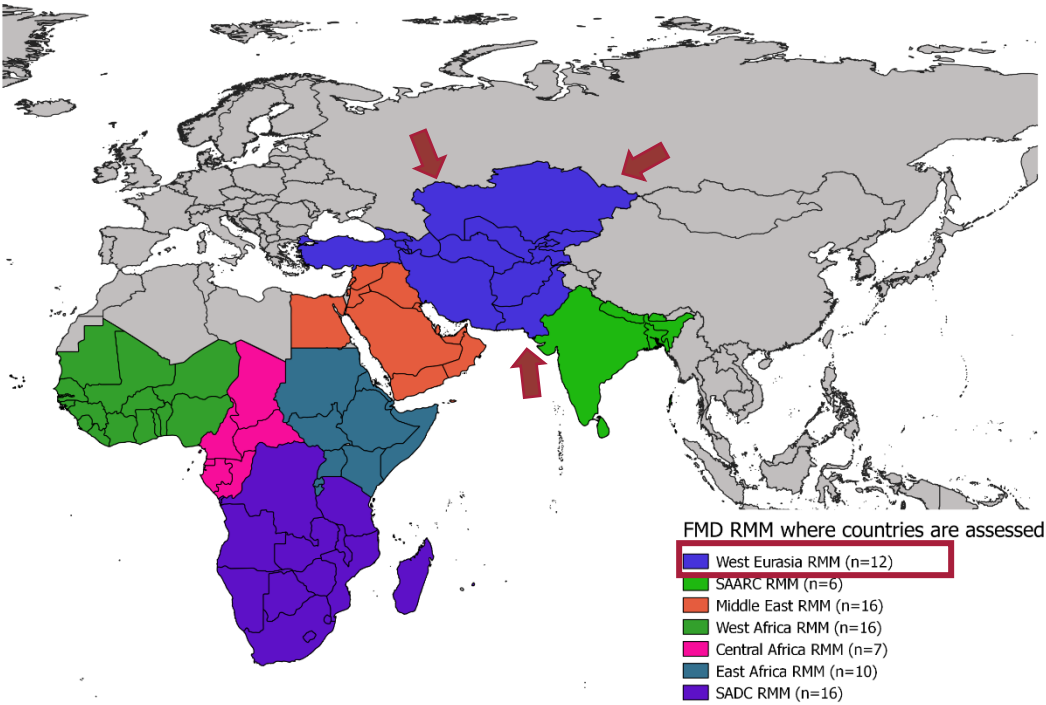 FMD RMM where countries are assessed
West Eurasia RMM (n=12)
SAARC RMM (n=6)
Middle East RMM (n=16)
West Africa RMM (n=16)
Central Africa RMM (n=7)
East Africa RMM (n=10)
SADC RMM (n=16)